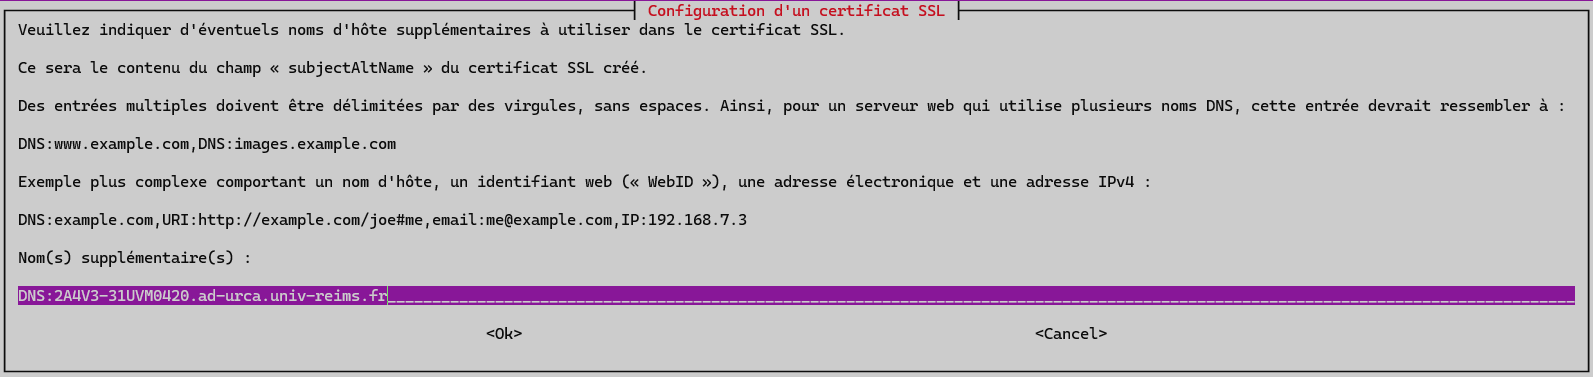 Configuration d'un certificat SSL
Veuillez indiquer d'éventuels noms d'hôte supplémentaires à utiliser dans le certificat SSL.
Ce sera le contenu du champ « subjectAltName » du certificat SSL créé.
Des entrées multiples doivent être délimitées par des virgules, sans espaces. Ainsi, pour un serveur web qui utilise plusieurs noms DNS, cette entrée devrait ressembler à :
DNS:www.example.com,DNS:images.example.com
Exemple plus complexe comportant un nom d'hôte, un identifiant web (« WebID »), une adresse électronique et une adresse IPv4 :
DNS:example.com,URI:http://example.com/joe#me,email:me@example.com,IP:192.168.7.3
Nom(s) supplémentaire(s) :
DNS:2A4V3-31UVM0420.ad-urca.univ-reims.fr
<Ok> <Cancel>